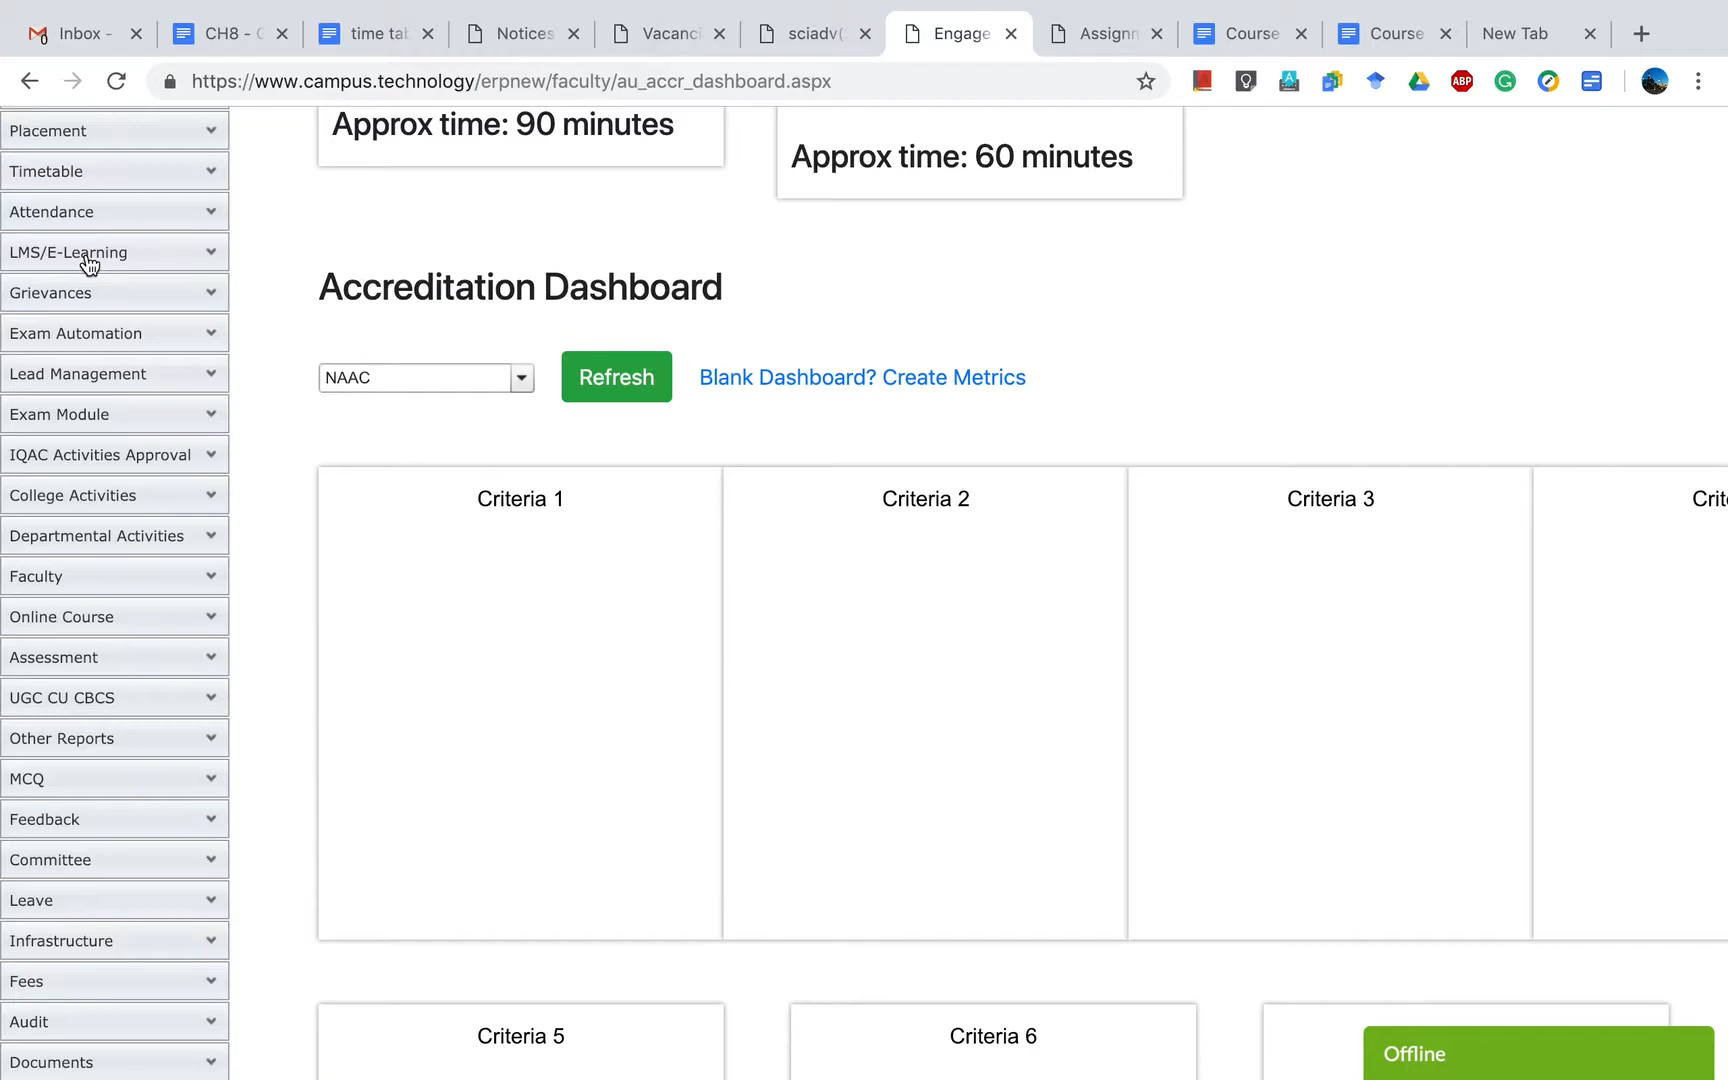 Inbox -
CH8 -
time tab
Notices
Vacanci
sciadv(
Engage
Assignm
Course
Course
New Tab
https://www.campus.technology/erpnew/faculty/au_accr_dashboard.aspx
ABP
Placement
Timetable
Attendance
LMS/E-Learning
Grievances
Exam Automation
Lead Management
Exam Module
IQAC Activities Approval
College Activities
Departmental Activities
Faculty
Online Course
Assessment
UGC CU CBCS
Other Reports
MCQ
Feedback
Committee
Leave
Infrastructure
Fees
Audit
Documents
Approx time: 90 minutes
Approx time: 60 minutes
Accreditation Dashboard
NAAC
Refresh
Blank Dashboard? Create Metrics
Criteria 1
Criteria 2
Criteria 3
Crit
Criteria 5
Criteria 6
Offline